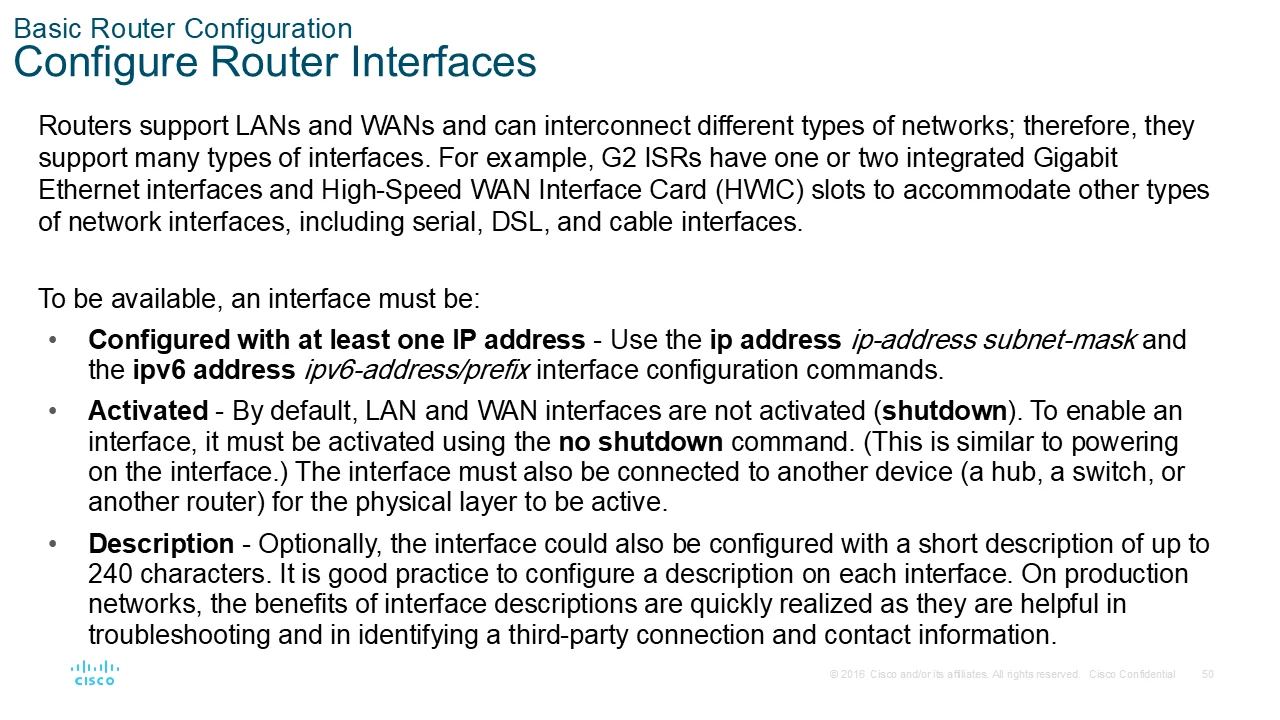 Basic Router Configuration
Configure Router Interfaces
Routers support LANs and WANs and can interconnect different types of networks; therefore, they
support many types of interfaces. For example, G2 ISRs have one or two integrated Gigabit
Ethernet interfaces and High-Speed WAN Interface Card (HWIC) slots to accommodate other types
of network interfaces, including serial, DSL, and cable interfaces.
To be available, an interface must be:
• Configured with at least one IP address - Use the ip address ip-address subnet-mask and
the ipv6 address ipv6-address/prefix interface configuration commands.
• Activated - By default, LAN and WAN interfaces are not activated (shutdown). To enable an
interface, it must be activated using the no shutdown command. (This is similar to powering
on the interface.) The interface must also be connected to another device (a hub, a switch, or
another router) for the physical layer to be active.
• Description - Optionally, the interface could also be configured with a short description of up to
240 characters. It is good practice to configure a description on each interface. On production
networks, the benefits of interface descriptions are quickly realized as they are helpful in
troubleshooting and in identifying a third-party connection and contact information.
CISCO
© 2016 Cisco and/or its affiliates. All rights reserved. Cisco Confidential 50